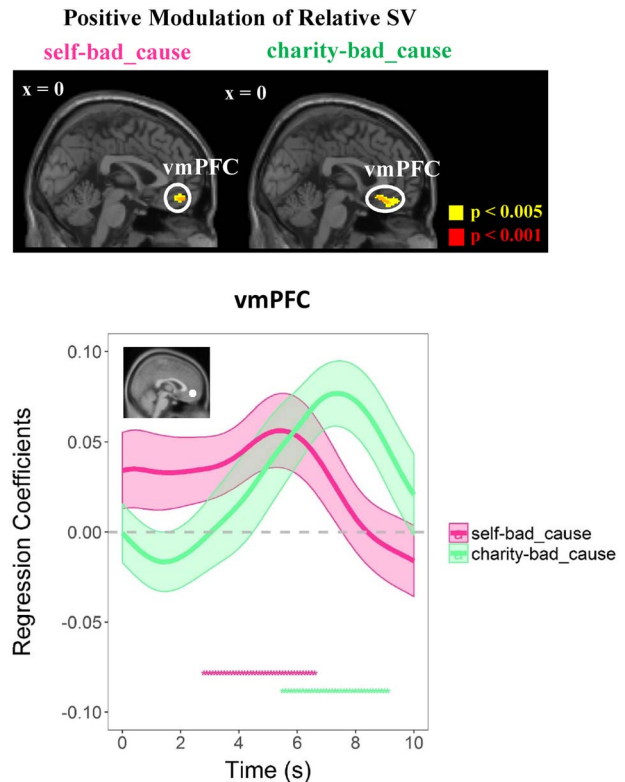 Positive Modulation of Relative SV
self-bad_cause charity-bad_cause
x = 0 x = 0
vmPFC vmPFC
p < 0.005
p < 0.001
vmPFC
0.10
0.05
0.00
-0.05
-0.10
Regression Coefficients
self-bad_cause
charity-bad_cause
0 2 4 6 8 10
Time (s)